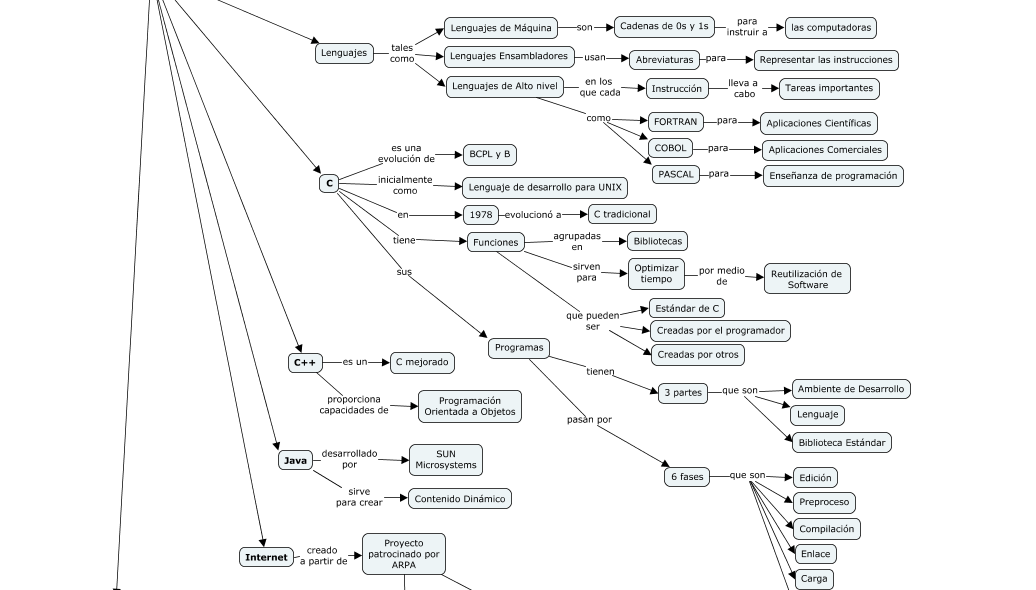 Lenguajes
tales
como
Lenguajes de Máquina
son
Cadenas de 0s y 1s
para
instruir a
las computadoras
Lenguajes Ensambladores
usan
Abreviaturas
para
Representar las instrucciones
Lenguajes de Alto nivel
en los
que cada
Instrucción
lleva a
cabo
Tareas importantes
como
FORTRAN
para
Aplicaciones Científicas
COBOL
para
Aplicaciones Comerciales
PASCAL
para
Enseñanza de programación
C
es una
evolución de
BCPL y B
inicialmente
como
Lenguaje de desarrollo para UNIX
en
1978
evolucionó a
C tradicional
tiene
Funciones
agrupadas
en
Bibliotecas
sirven
para
Optimizar
tiempo
por medio
de
Reutilización de
Software
que pueden
ser
Estándar de C
Creadas por el programador
Creadas por otros
sus
Programas
tienen
3 partes
que son
Ambiente de Desarrollo
Lenguaje
Biblioteca Estándar
pasan por
6 fases
que son
Edición
Preproceso
Compilación
Enlace
Carga
C++
es un
C mejorado
proporciona
capacidades de
Programación
Orientada a Objetos
Java
desarrollado
por
SUN
Microsystems
sirve
para crear
Contenido Dinámico
Internet
creado
a partir de
Proyecto
patrocinado por
ARPA